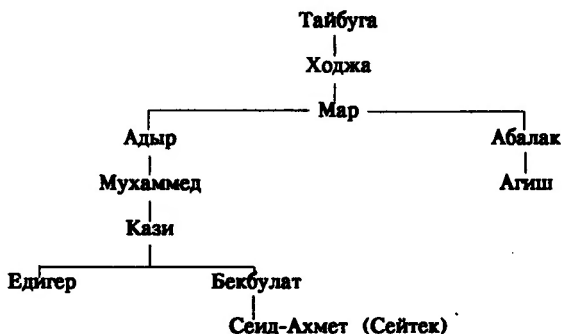 Тайбуга
Ходжа
Мар
Адыр Абалак
Мухаммед Агиш
Кази
Едигер Бекбулат
Сеид-Ахмет (Сейтек)